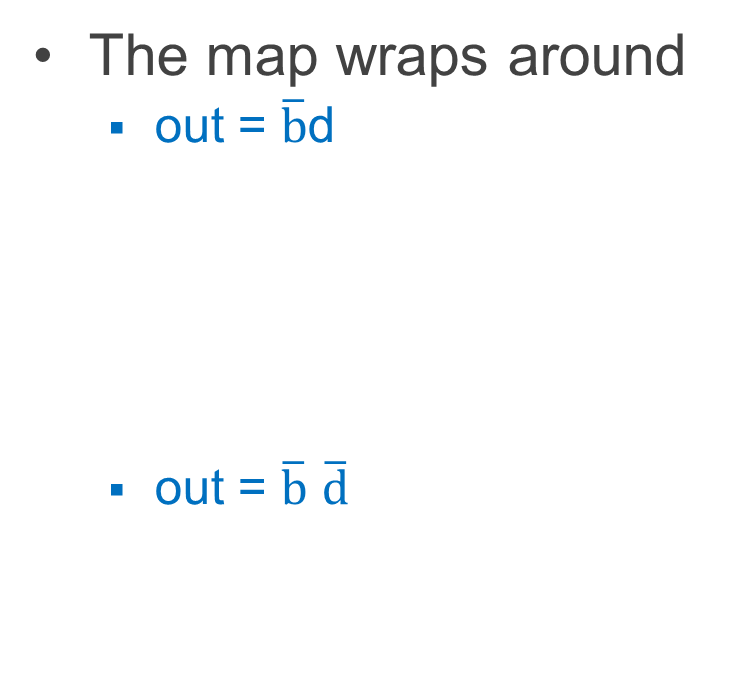 • The map wraps around
▪ out = b̅d
▪ out = b̅ d̅